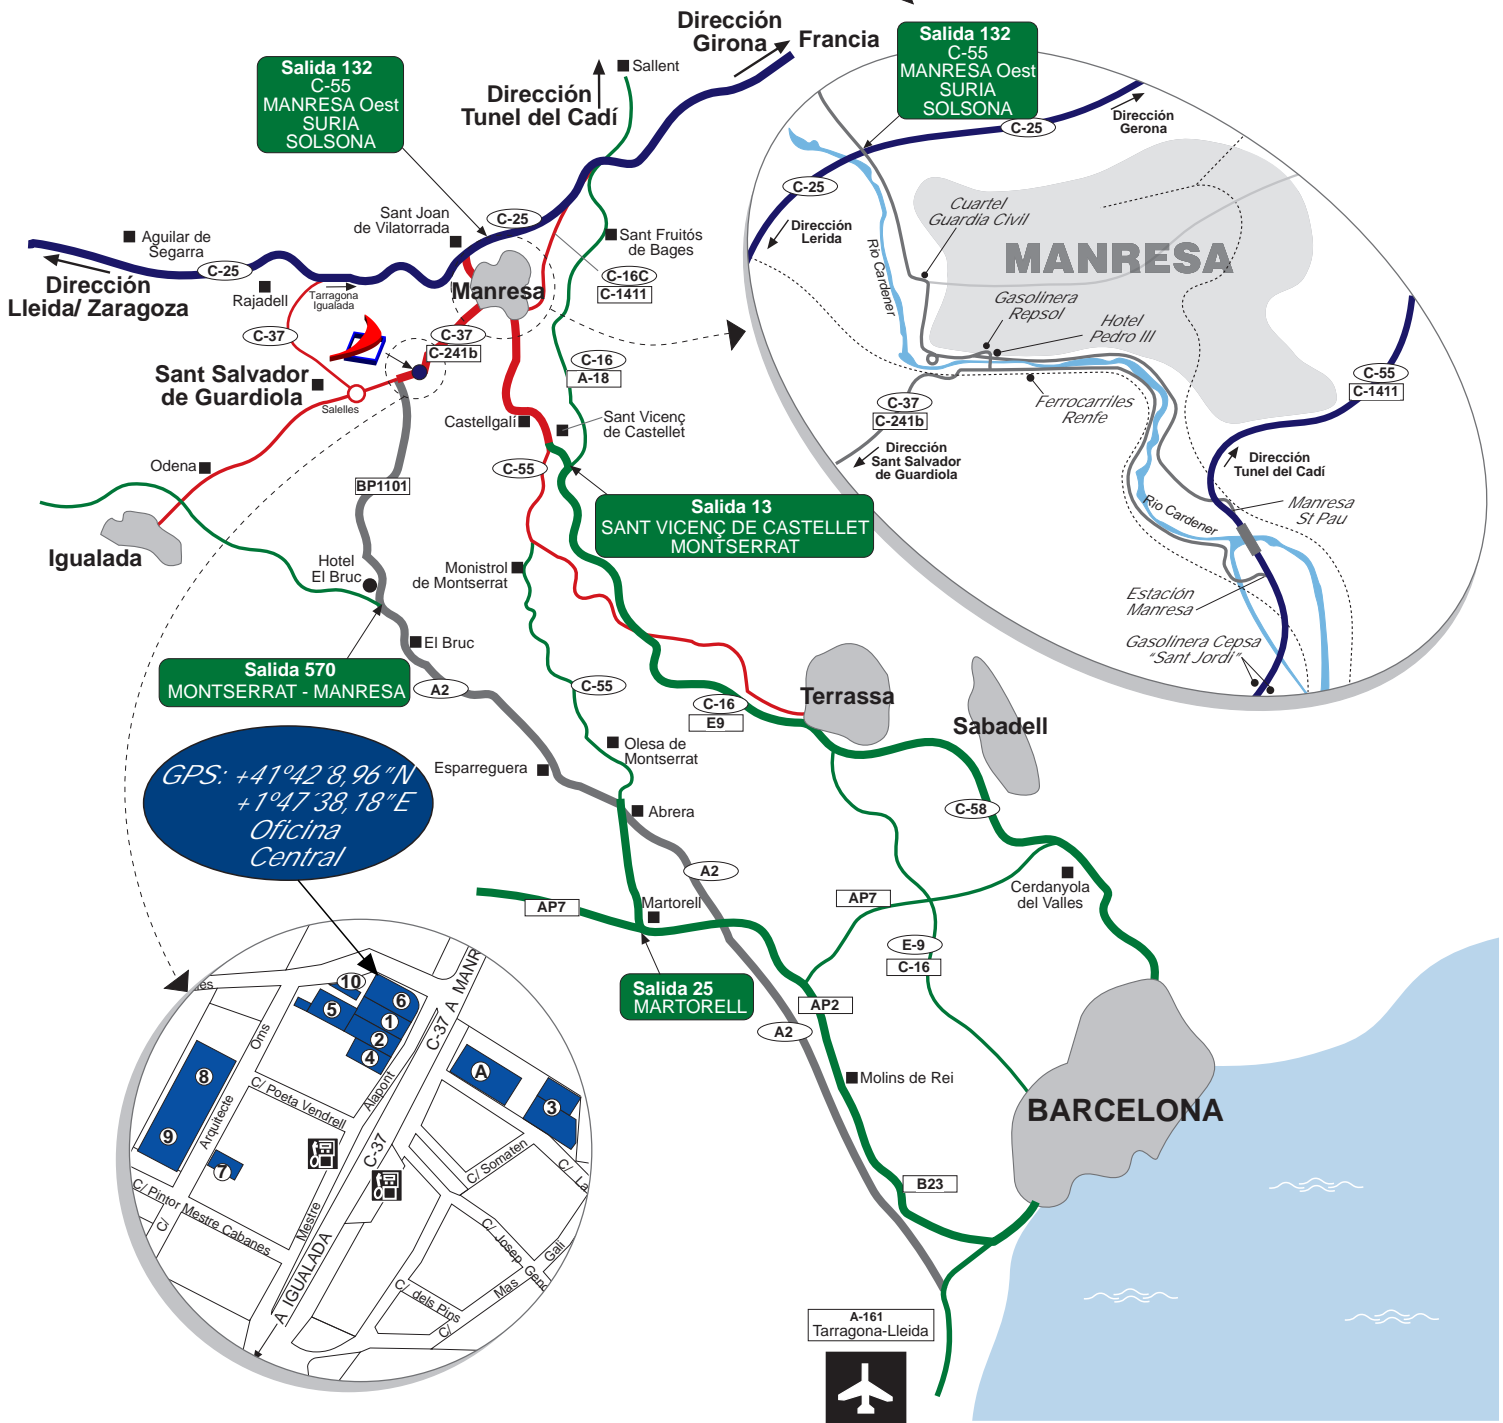 Dirección
Girona
Francia
Salida 132
C-55
MANRESA Oest
SURIA
SOLSONA
Sallent
Dirección
Tunel del Cadí
Sant Joan
de Vilatorrada
C-25
Sant Fruitós
de Bages
Aguilar de
Segarra
C-25
Dirección
Lleida/ Zaragoza
Rajadell
Tarragona
Igualada
Manresa
C-16C
C-1411
C-37
C-37
C-241b
Sant Salvador
de Guardiola
Salelles
C-16
A-18
Castellgalí
Sant Vicenç
de Castellet
Odena
C-55
BP1101
Salida 13
SANT VICENÇ DE CASTELLET
MONTSERRAT
Igualada
Hotel
El Bruc
Monistrol
de Montserrat
El Bruc
Salida 570
MONTSERRAT - MANRESA
A2
C-55
C-16
E9
Terrassa
Sabadell
Olesa de
Montserrat
Esparreguera
Abrera
C-58
A2
AP7
Martorell
AP7
Cerdanyola
del Valles
E-9
C-16
Salida 25
MARTORELL
AP2
A2
Molins de Rei
BARCELONA
B23
A-161
Tarragona-Lleida
Salida 132
C-55
MANRESA Oest
SURIA
SOLSONA
C-25
Dirección
Gerona
C-25
Dirección
Lerida
Cuartel
Guardia Civil
Rio Cardener
MANRESA
Gasolinera
Repsol
Hotel
Pedro III
C-37
C-241b
Ferrocarriles
Renfe
C-55
C-1411
Dirección
Sant Salvador
de Guardiola
Dirección
Tunel del Cadí
Rio Cardener
Manresa
St Pau
Estación
Manresa
Gasolinera Cepsa
"Sant Jordi"
GPS: +41º42´8,96"N
+1º47´38,18"E
Oficina
Central
10
6
5
1
2
4
C-37 A MANR
Oms
8
A
3
C/ Poeta Vendrell
Alapont
Arquitecte
9
7
C-37
C/ Somaten
C/ La
C/ Pintor Mestre Cabanes
C/
Mestre
A IGUALADA
C/ Josep Geno
C/ dels Pins
C/ Mas Gali